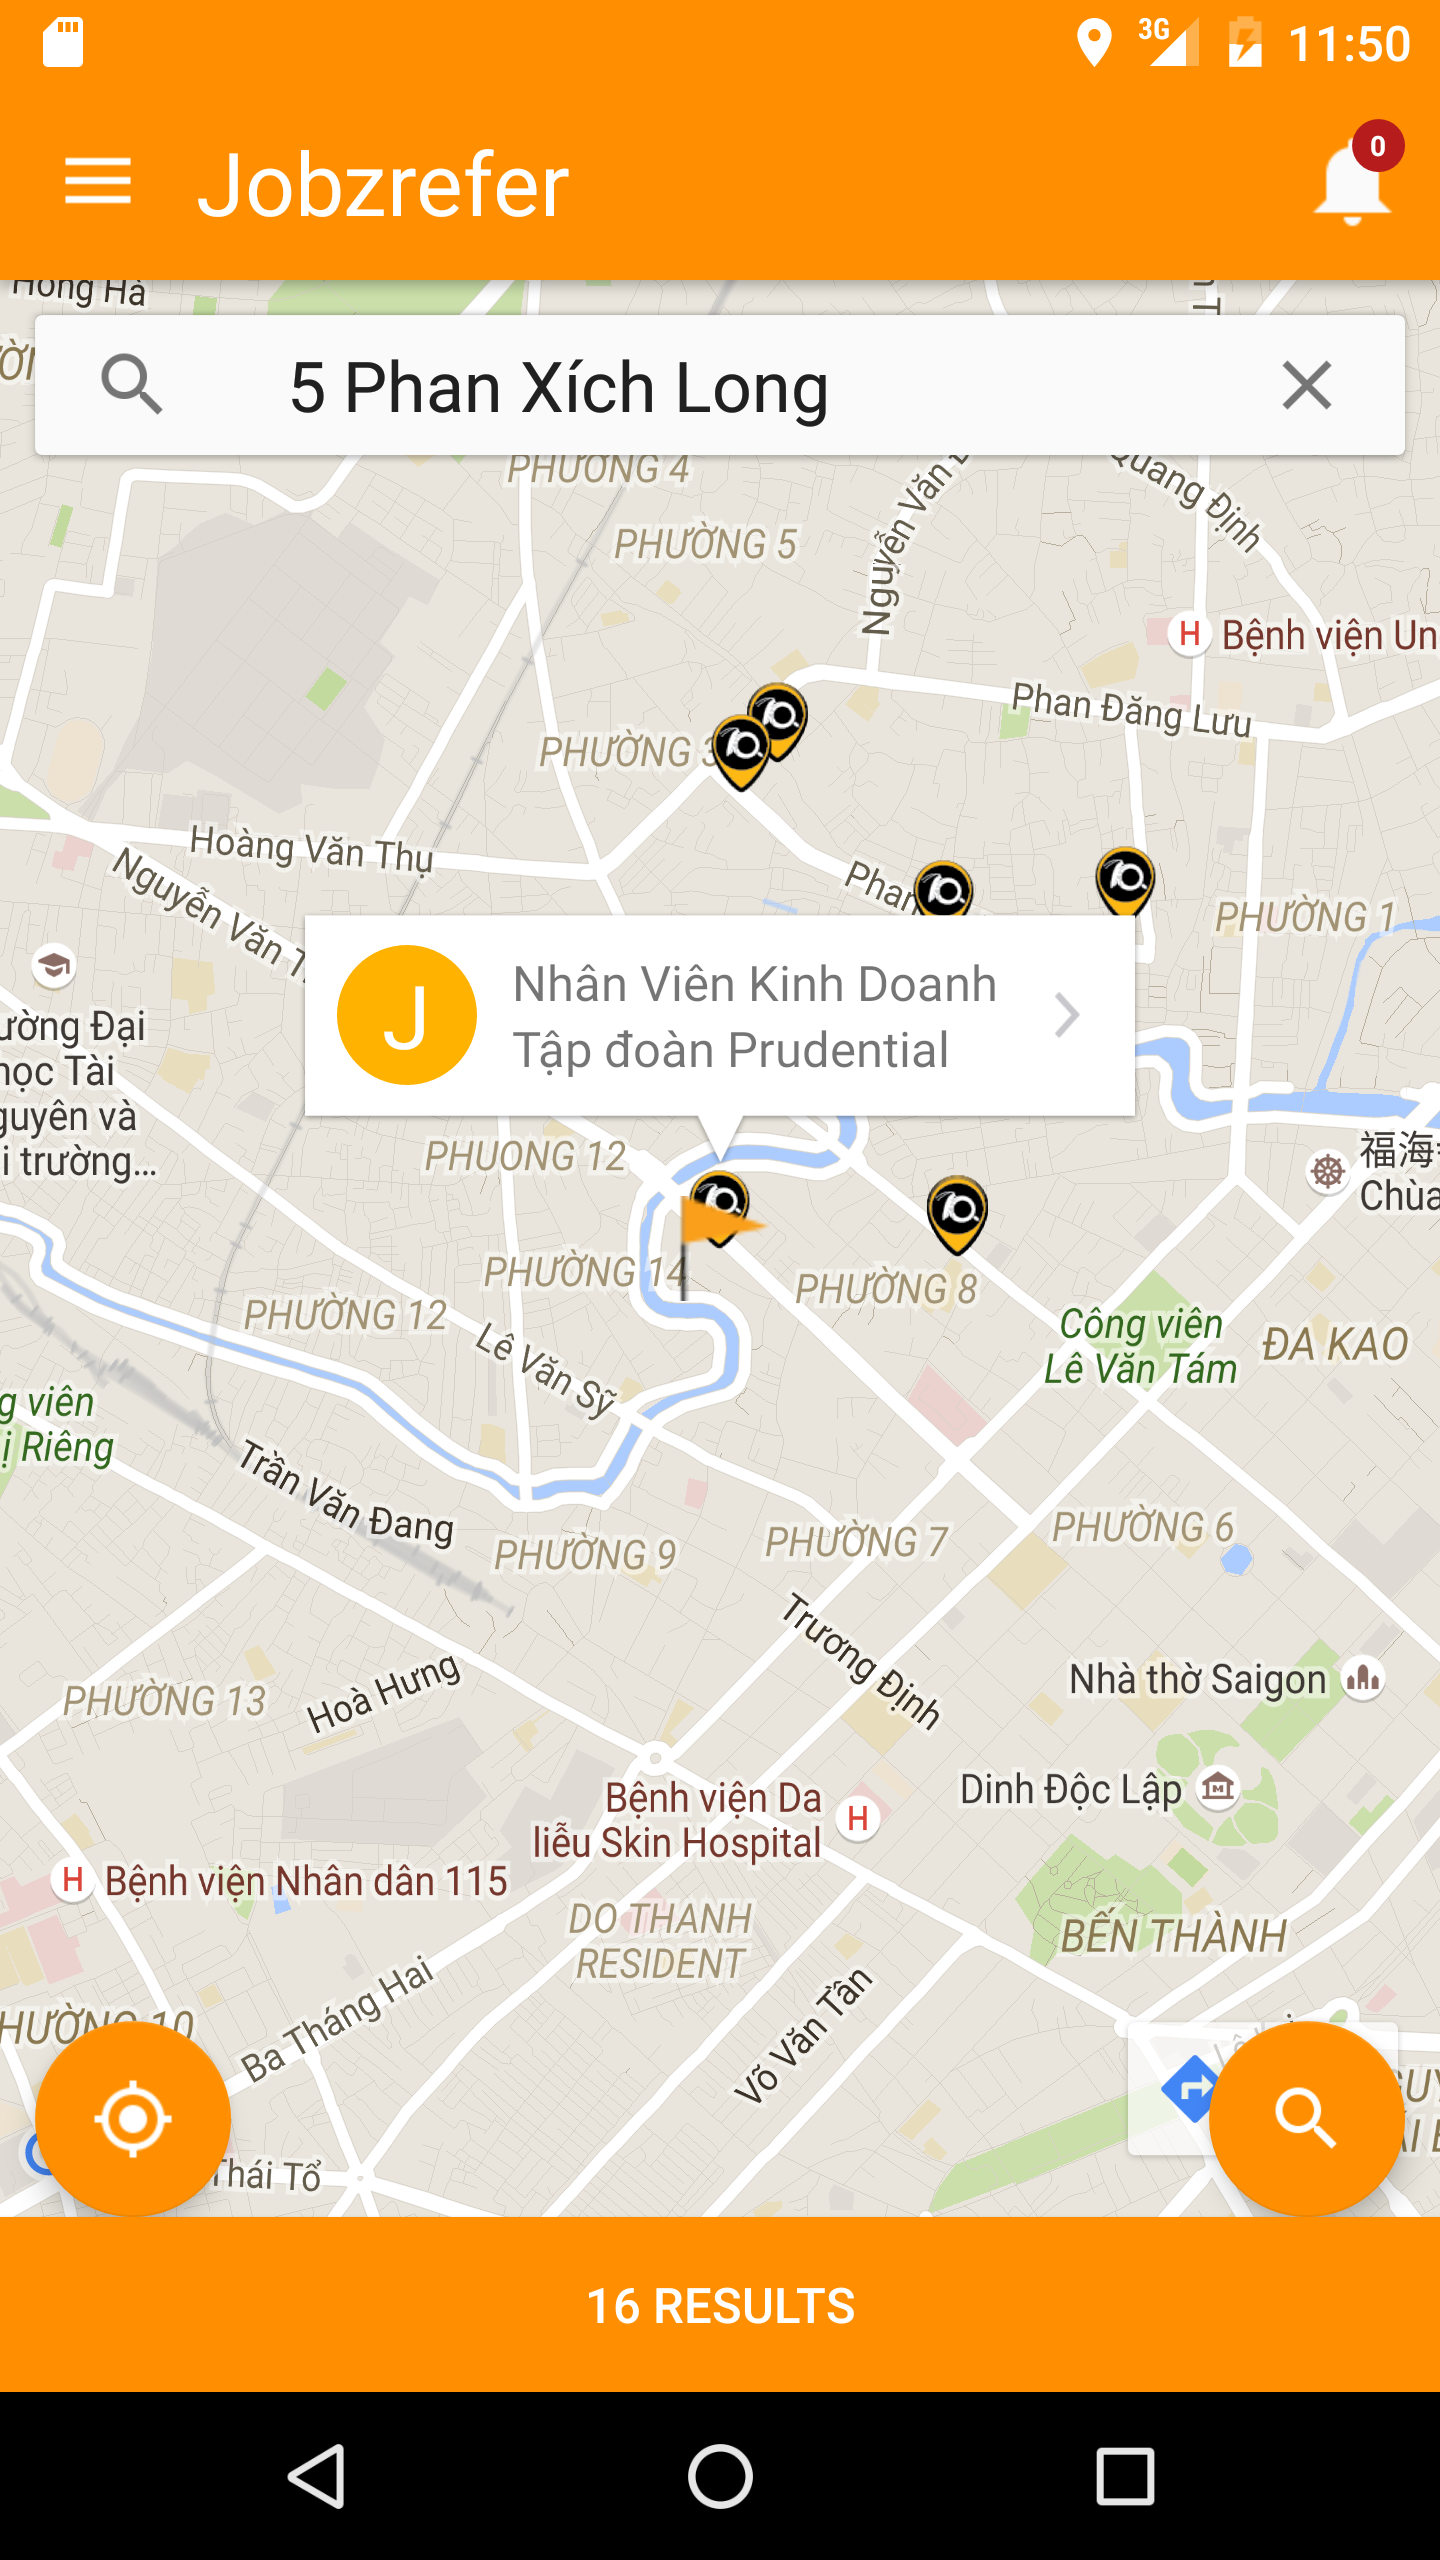 3G
11:50
Jobzrefer
0
Hồng Hà
5 Phan Xích Long
PHƯỜNG 4
PHƯỜNG 5
Nguyễn Văn
Quang Định
H Bệnh viện Un
Phan Đăng Lưu
PHƯỜNG 3
Hoàng Văn Thụ
Nguyễn Văn T
Phan
PHƯỜNG 1
J
Nhân Viên Kinh Doanh
Tập đoàn Prudential
ường Đại
học Tài
guyên và
i trường...
PHUONG 12
福海
Chùa
PHƯỜNG 14
PHƯỜNG 8
PHƯỜNG 12
Lê Văn Sỹ
Công viên
Lê Văn Tám
ĐA KAO
g viên
ị Riêng
Trần Văn Đang
PHƯỜNG 9
PHƯỜNG 7
PHƯỜNG 6
Trương Định
Hoà Hưng
PHƯỜNG 13
Nhà thờ Saigon
Dinh Độc Lập
Bệnh viện Da
liễu Skin Hospital
H
H Bệnh viện Nhân dân 115
DO THANH
RESIDENT
BẾN THÀNH
HƯỜNG 10
Ba Tháng Hai
Võ Văn Tần
Thái Tổ
16 RESULTS